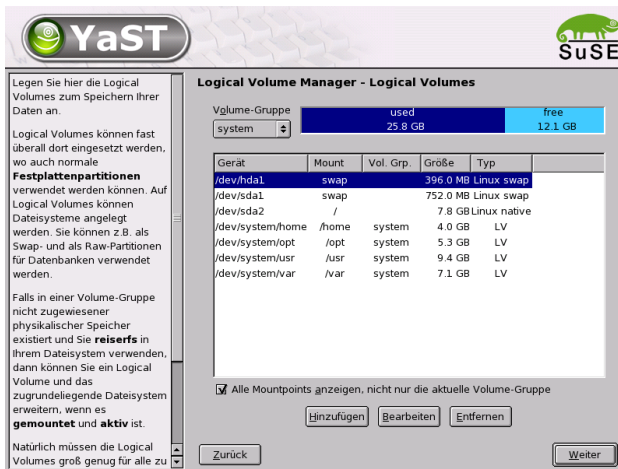 YaST
SuSE
Legen Sie hier die Logical
Volumes zum Speichern Ihrer
Daten an.
Logical Volumes können fast
überall dort eingesetzt werden,
wo auch normale
Festplattenpartitionen
verwendet werden können. Auf
Logical Volumes können
Dateisysteme angelegt
werden. Sie können z.B. als
Swap- und als Raw-Partitionen
für Datenbanken verwendet
werden.
Falls in einer Volume-Gruppe
nicht zugewiesener
physikalischer Speicher
existiert und Sie reiserfs in
Ihrem Dateisystem verwenden,
dann können Sie ein Logical
Volume und das
zugrundeliegende Dateisystem
erweitern, wenn es
gemountet und aktiv ist.
Natürlich müssen die Logical
Volumes groß genug für alle zu
Logical Volume Manager - Logical Volumes
Volume-Gruppe
system
used
25.8 GB
free
12.1 GB
Gerät Mount Vol. Grp. Größe Typ
/dev/hda1 swap 396.0 MB Linux swap
/dev/sda1 swap 752.0 MB Linux swap
/dev/sda2 / 7.8 GB Linux native
/dev/system/home /home system 4.0 GB LV
/dev/system/opt /opt system 5.3 GB LV
/dev/system/usr /usr system 9.4 GB LV
/dev/system/var /var system 7.1 GB LV
Alle Mountpoints anzeigen, nicht nur die aktuelle Volume-Gruppe
Hinzufügen Bearbeiten Entfernen
Zurück Weiter